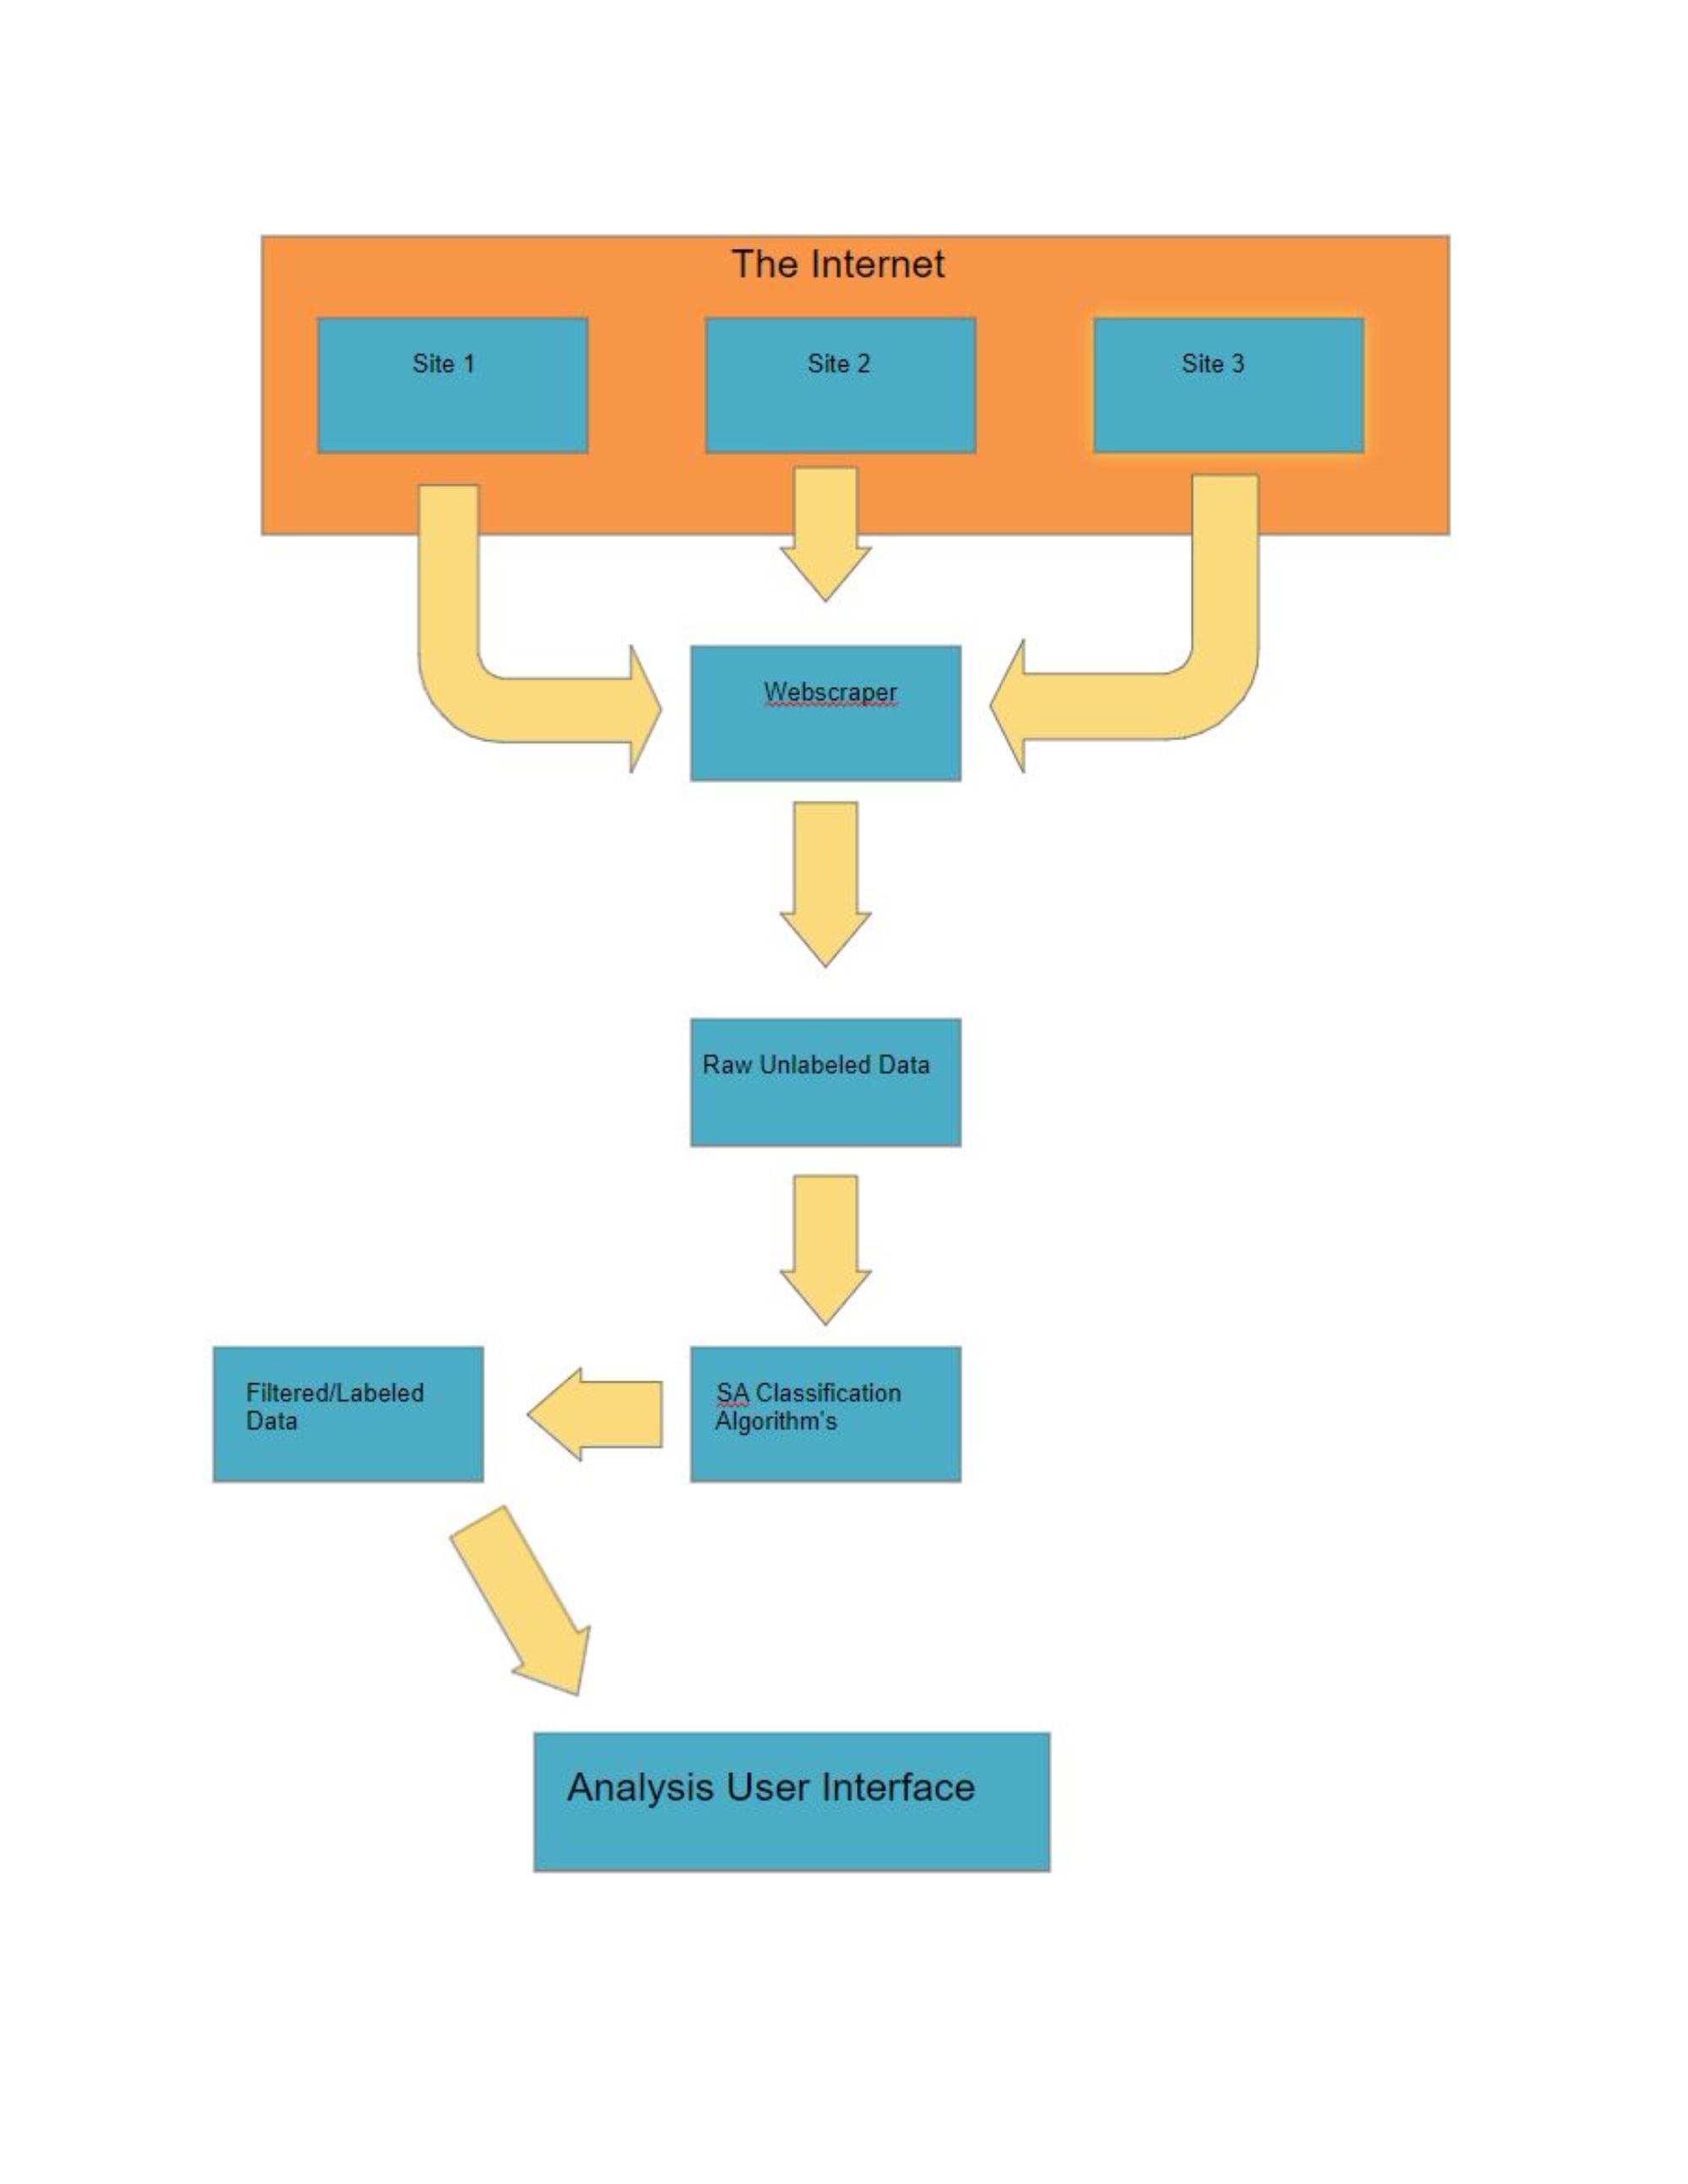 The Internet
Site 1
Site 2
Site 3
Webscraper
Raw Unlabeled Data
Filtered/Labeled
Data
SA Classification
Algorithm's
Analysis User Interface